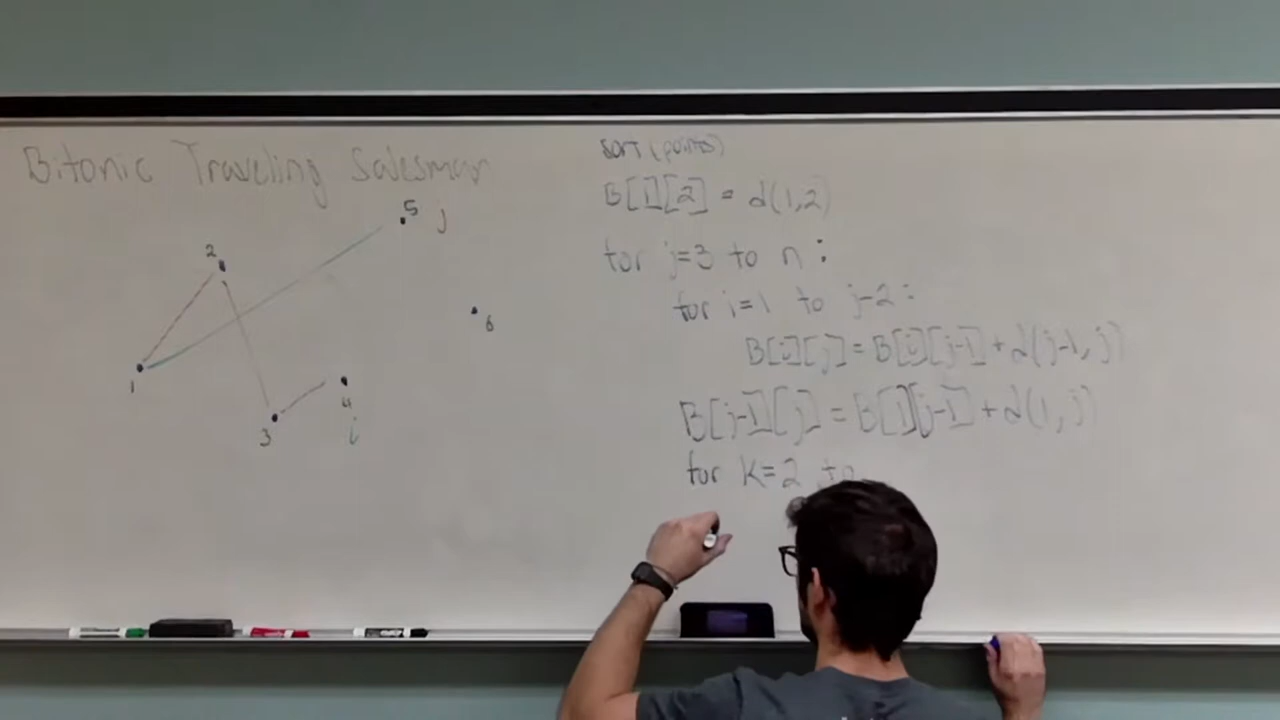 Bitonic Traveling Salesman
5 j
2
6
1
4
3
i
sort (points)
B[1][2] = d(1,2)
for j=3 to n :
for i=1 to j-2 :
B[i][j] = B[i][j-1] + d(j-1, j)
B[j-1][j] = B[1][j-1] + d(1, j)
for k=2 to